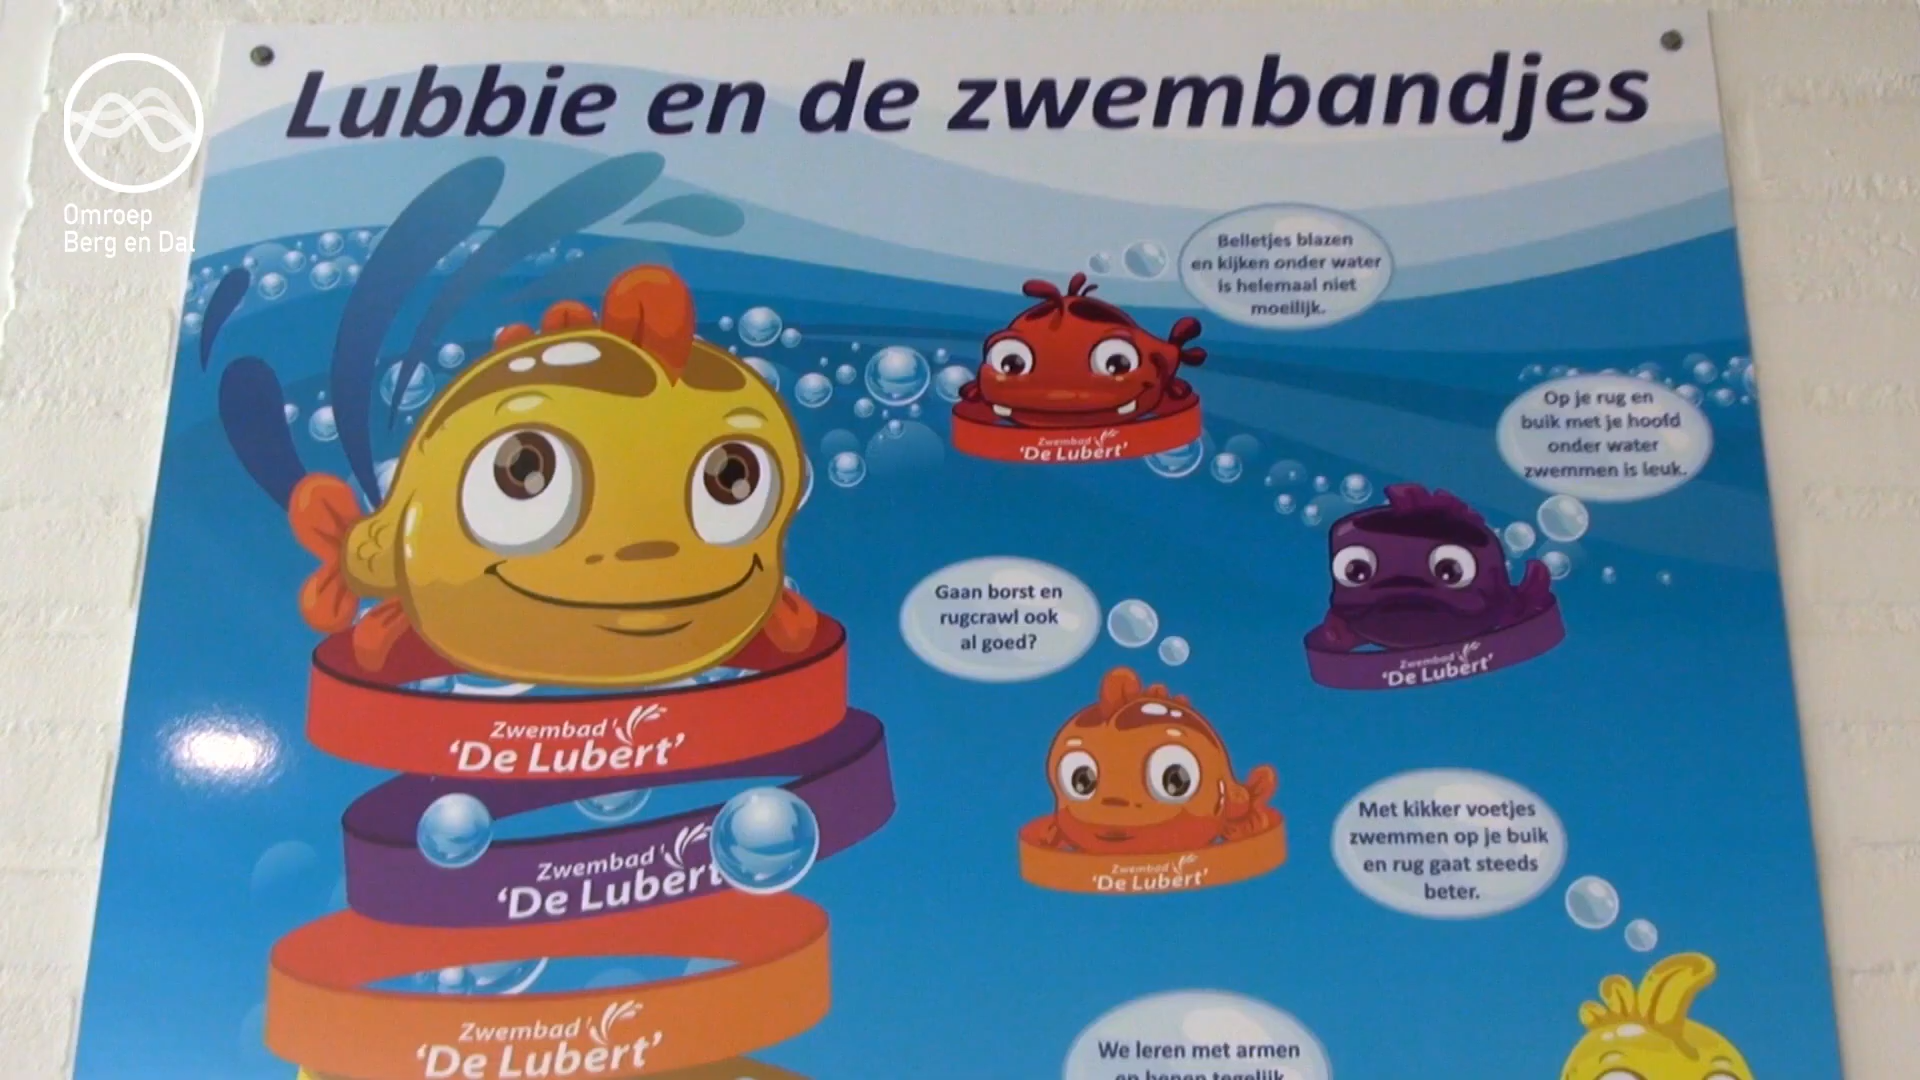 Lubbie en de zwembandjes
Omroep
Berg en Dal
Belletjes blazen
en kijken onder water
is helemaal niet
moeilijk.
Zwembad
'De Lubert'
Op je rug en
buik met je hoofd
onder water
zwemmen is leuk.
Zwembad
'De Lubert'
Gaan borst en
rugcrawl ook
al goed?
Zwembad
'De Lubert'
Zwembad
'De Lubert'
Zwembad
'De Lubert
Zwembad
'De Lubert'
Met kikker voetjes
zwemmen op je buik
en rug gaat steeds
beter.
We leren met armen
en benen tegelijk